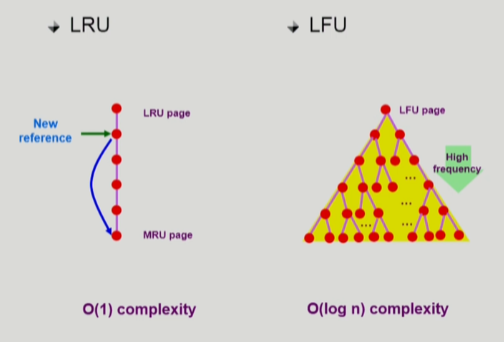 LRU
LFU
LRU page
New
reference
MRU page
O(1) complexity
LFU page
High
frequency
...
...
...
...
O(log n) complexity